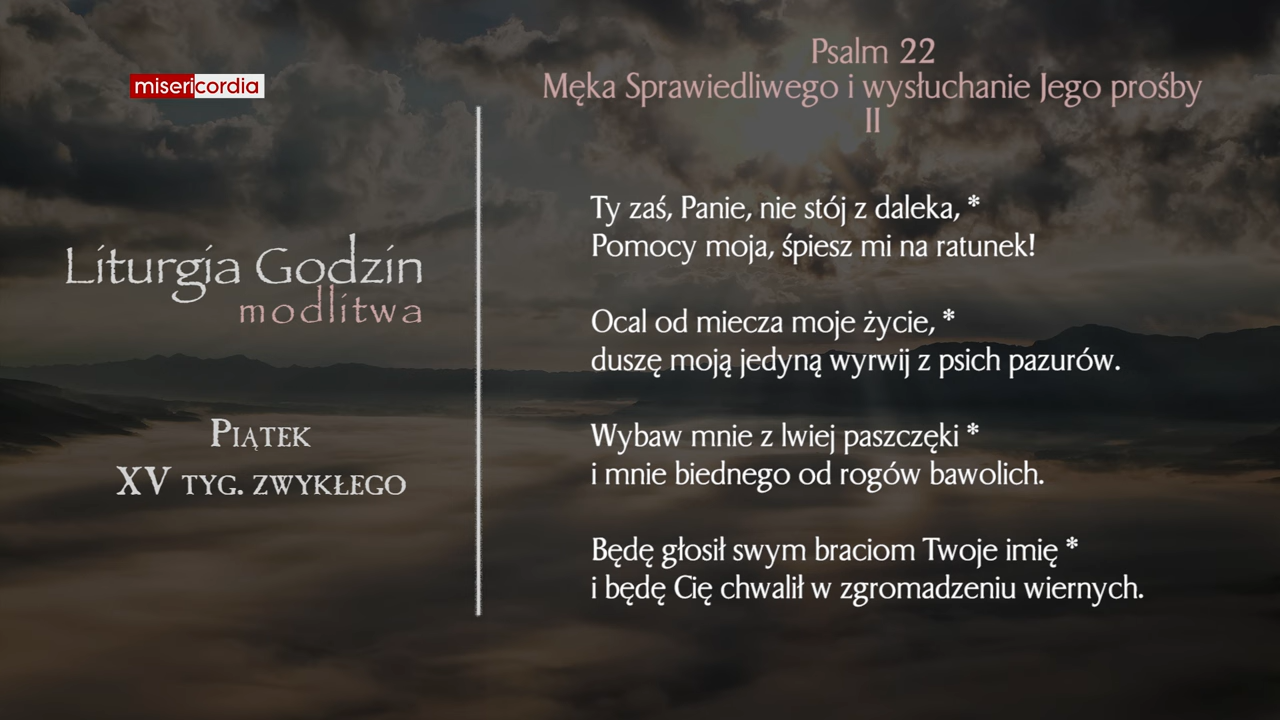 misericordia
Liturgia Godzin
modlitwa
Piątek
XV tyg. zwykłego
Psalm 22
Męka Sprawiedliwego i wysłuchanie Jego prośby
II
Ty zaś, Panie, nie stój z daleka, *
Pomocy moja, śpiesz mi na ratunek!
Ocal od miecza moje życie, *
duszę moją jedyną wyrwij z psich pazurów.
Wybaw mnie z lwiej paszczęki *
i mnie biednego od rogów bawolich.
Będę głosił swym braciom Twoje imię *
i będę Cię chwalił w zgromadzeniu wiernych.